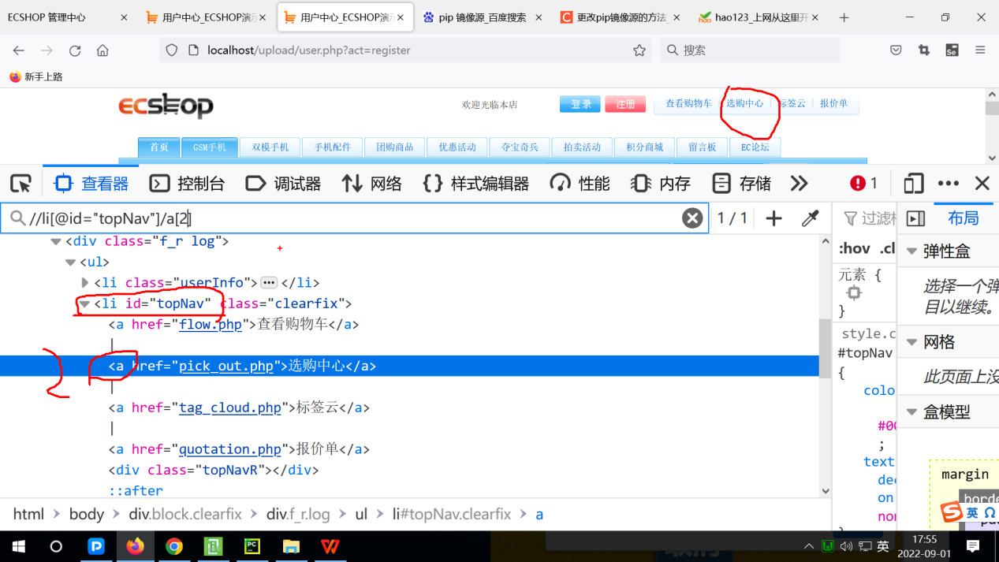 ECSHOP 管理中心
用户中心_ECSHOP演示
用户中心_ECSHOP演示
pip 镜像源_百度搜索
更改pip镜像源的方法_
hao123_上网从这里开
localhost/upload/user.php?act=register
搜索
新手上路
ecshop
欢迎光临本店
登录
注册
查看购物车 | 选购中心 | 标签云 | 报价单
首页 GSM手机 双模手机 手机配件 团购商品 优惠活动 夺宝奇兵 拍卖活动 积分商城 留言板 EC论坛
查看器 控制台 调试器 网络 样式编辑器 性能 内存 存储 1
//li[@id="topNav"]/a[2]
1 / 1
<div class="f_r log">
<ul>
<li class="userInfo"> ••• </li>
<li id="topNav" class="clearfix">
<a href="flow.php">查看购物车</a>
|
<a href="pick_out.php">选购中心</a>
|
<a href="tag_cloud.php">标签云</a>
|
<a href="quotation.php">报价单</a>
<div class="topNavR"></div>
::after
2
:hov .cl
元素 {
}
style.c
#topNav
{
colo
#00
;
text
dec
on
non
布局
弹性盒
选择一个弹
目以继续。
网格
此页面上没
盒模型
margin
borde
html > body > div.block.clearfix > div.f_r.log > ul > li#topNav.clearfix > a
英
英
17:55
2022-09-01